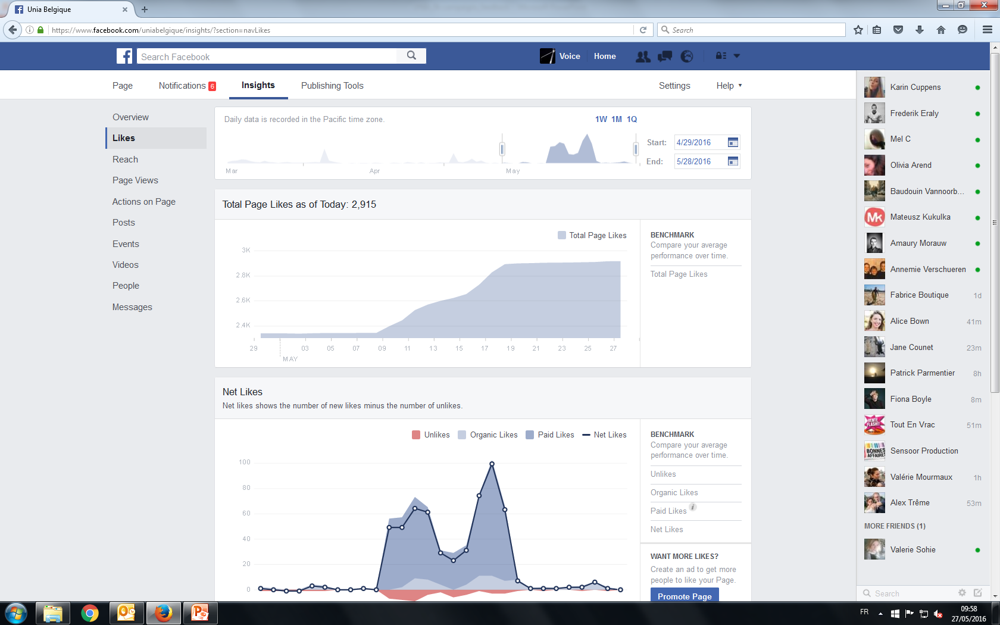 Unia Belgique
https://www.facebook.com/uniabelgique/insights/?section=navLikes
Search
Search Facebook
Voice
Home
Page
Notifications 6
Insights
Publishing Tools
Settings
Help
Overview
Likes
Reach
Page Views
Actions on Page
Posts
Events
Videos
People
Messages
Daily data is recorded in the Pacific time zone.
1W 1M 1Q
Start: 4/29/2016
End: 5/28/2016
Mar Apr May
Total Page Likes as of Today: 2,915
Total Page Likes
3K
2.8K
2.6K
2.4K
29 03 05 07 09 11 13 15 17 19 21 23 25 27
MAY
BENCHMARK
Compare your average
performance over time.
Total Page Likes
Net Likes
Net likes shows the number of new likes minus the number of unlikes.
Unlikes Organic Likes Paid Likes Net Likes
100
80
60
40
20
0
BENCHMARK
Compare your average
performance over time.
Unlikes
Organic Likes
Paid Likes i
Net Likes
WANT MORE LIKES?
Create an ad to get more
people to like your Page.
Promote Page
Karin Cuppens
Frederik Eraly
Mel C
Olivia Arend
Baudouin Vannoorb...
Mk
Mateusz Kukulka
Amaury Morauw
Annemie Verschueren
Fabrice Boutique 1d
Alice Bown 41m
Jane Counet 23m
Patrick Parmentier 8h
Fiona Boyle 8m
VENTE
FLASH!
Tout En Vrac 51m
BONNES
AFFAIRES
Sensoor Production
Valérie Mourmaux 1h
Alex Trême 53m
MORE FRIENDS (1)
Valerie Sohie
Search
FR
09:58
27/05/2016